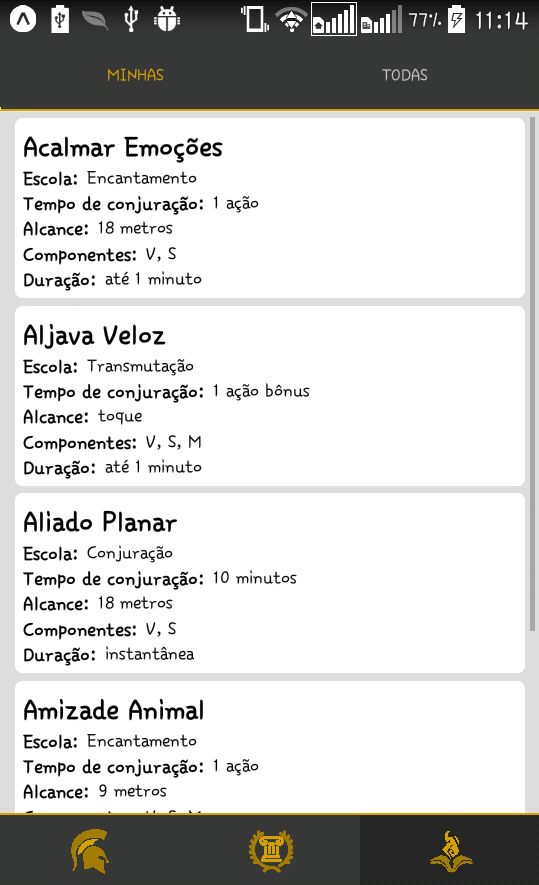 77% 11:14
MINHAS TODAS
Acalmar Emoções
Escola: Encantamento
Tempo de conjuração: 1 ação
Alcance: 18 metros
Componentes: V, S
Duração: até 1 minuto
Aljava Veloz
Escola: Transmutação
Tempo de conjuração: 1 ação bônus
Alcance: toque
Componentes: V, S, M
Duração: até 1 minuto
Aliado Planar
Escola: Conjuração
Tempo de conjuração: 10 minutos
Alcance: 18 metros
Componentes: V, S
Duração: instantânea
Amizade Animal
Escola: Encantamento
Tempo de conjuração: 1 ação
Alcance: 9 metros